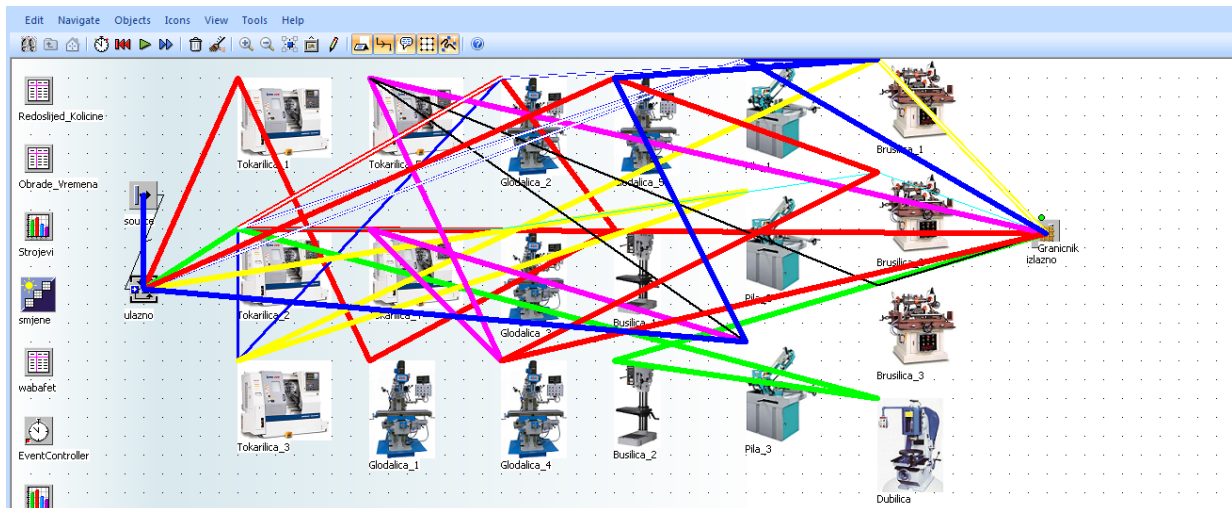 Edit Navigate Objects Icons View Tools Help
Redoslijed_Kolicine
Obrade_Vremena
Strojevi
smjene
wabafet
EventController
source
ulazno
Tokarilica_1
Glodalica_2
Brusilica_1
Tokarilica_2
Glodalica_3
Busilica_1
Granicnik
izlazno
Brusilica_3
Tokarilica_3
Glodalica_1
Glodalica_4
Busilica_2
Pila_3
Dubilica